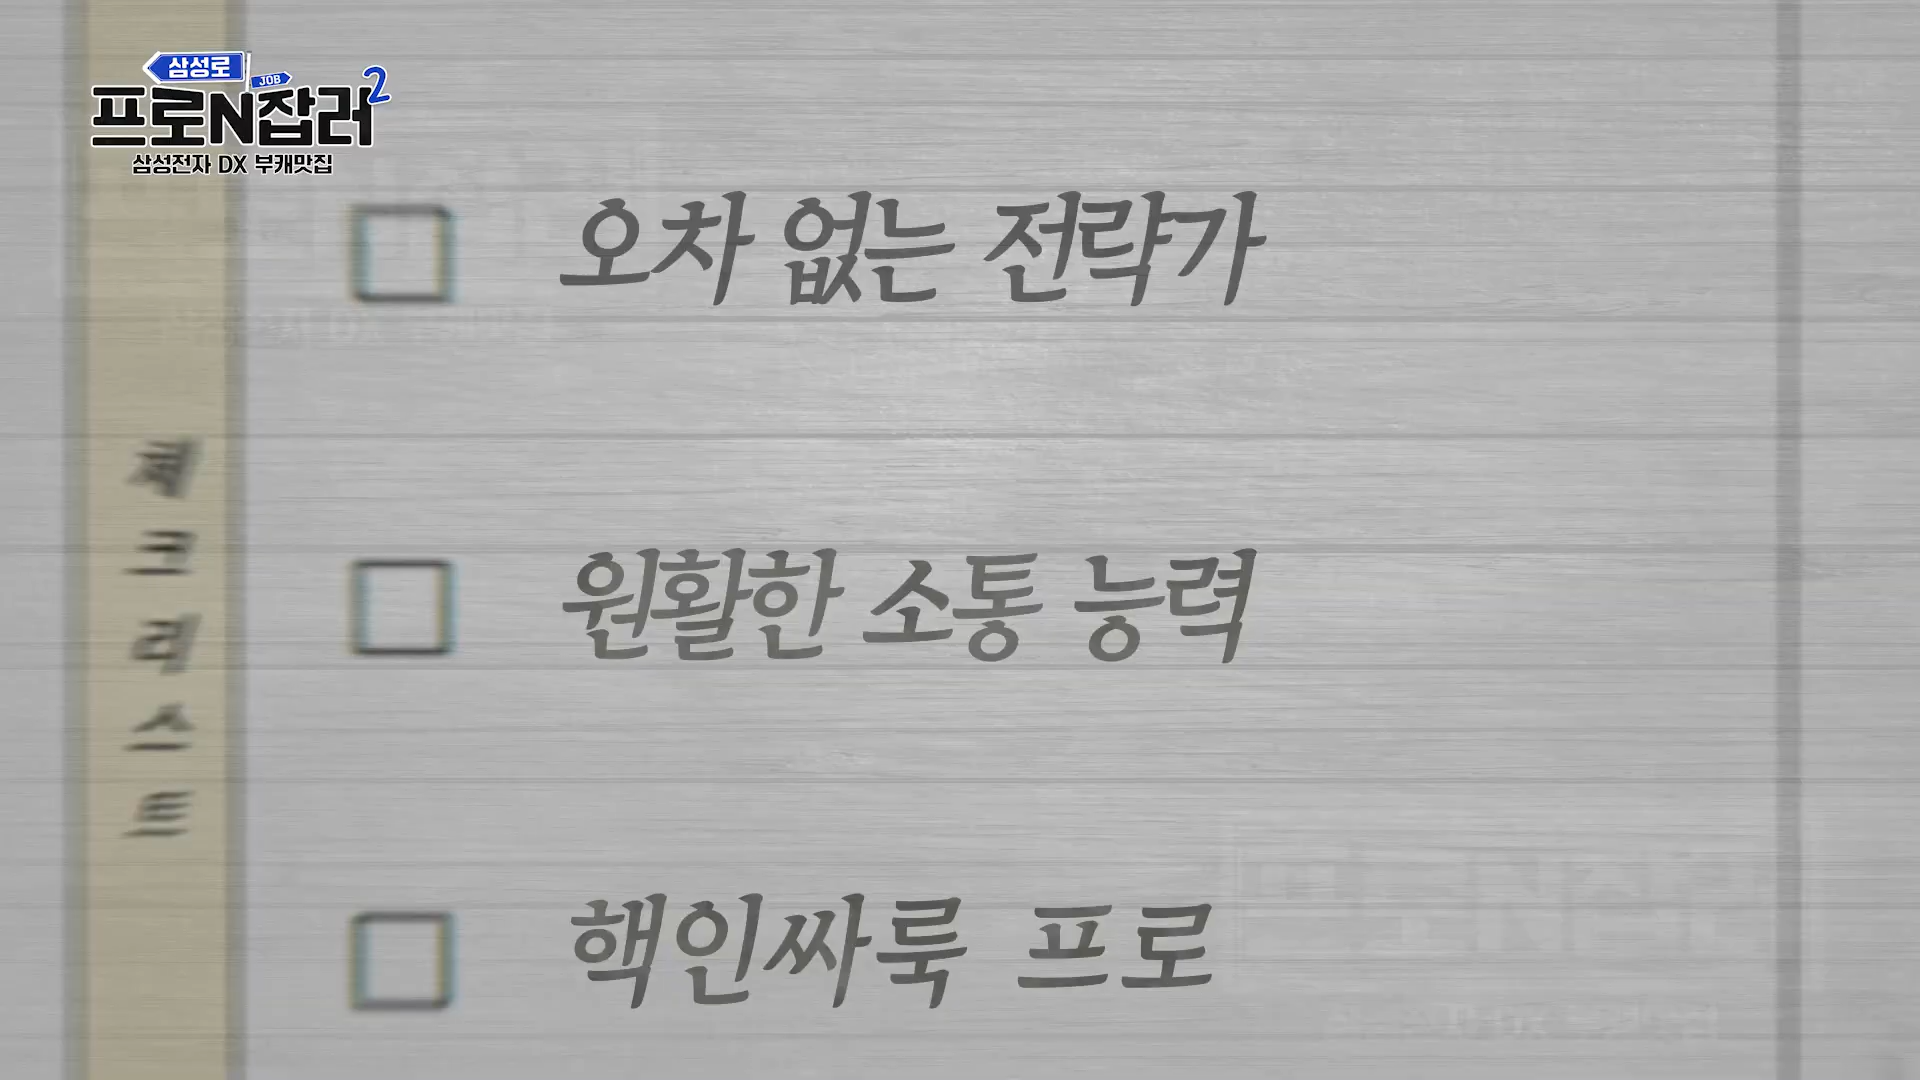 삼성로
JOB
프로N잡러2
삼성전자 DX 부캐맛집
체크리스트
오차 없는 전략가
원활한 소통 능력
핵인싸룩 프로